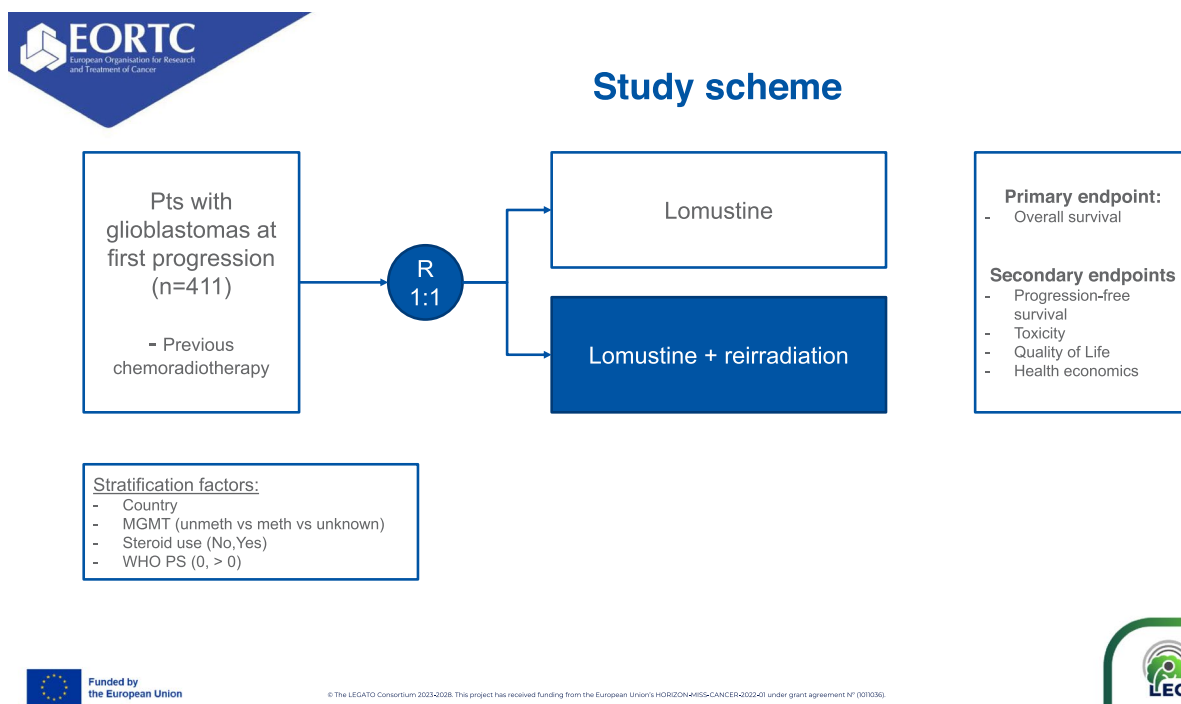 EORTC
European Organisation for Research
and Treatment of Cancer
Study scheme
Pts with
glioblastomas at
first progression
(n=411)
- Previous
chemoradiotherapy
R
1:1
Lomustine
Lomustine + reirradiation
Primary endpoint:
- Overall survival
Secondary endpoints
- Progression-free
survival
- Toxicity
- Quality of Life
- Health economics
Stratification factors:
- Country
- MGMT (unmeth vs meth vs unknown)
- Steroid use (No,Yes)
- WHO PS (0, > 0)
Funded by
the European Union
© The LEGATO Consortium 2023-2028. This project has received funding from the European Union's HORIZON-MISS-CANCER-2022-01 under grant agreement N° (1011036).